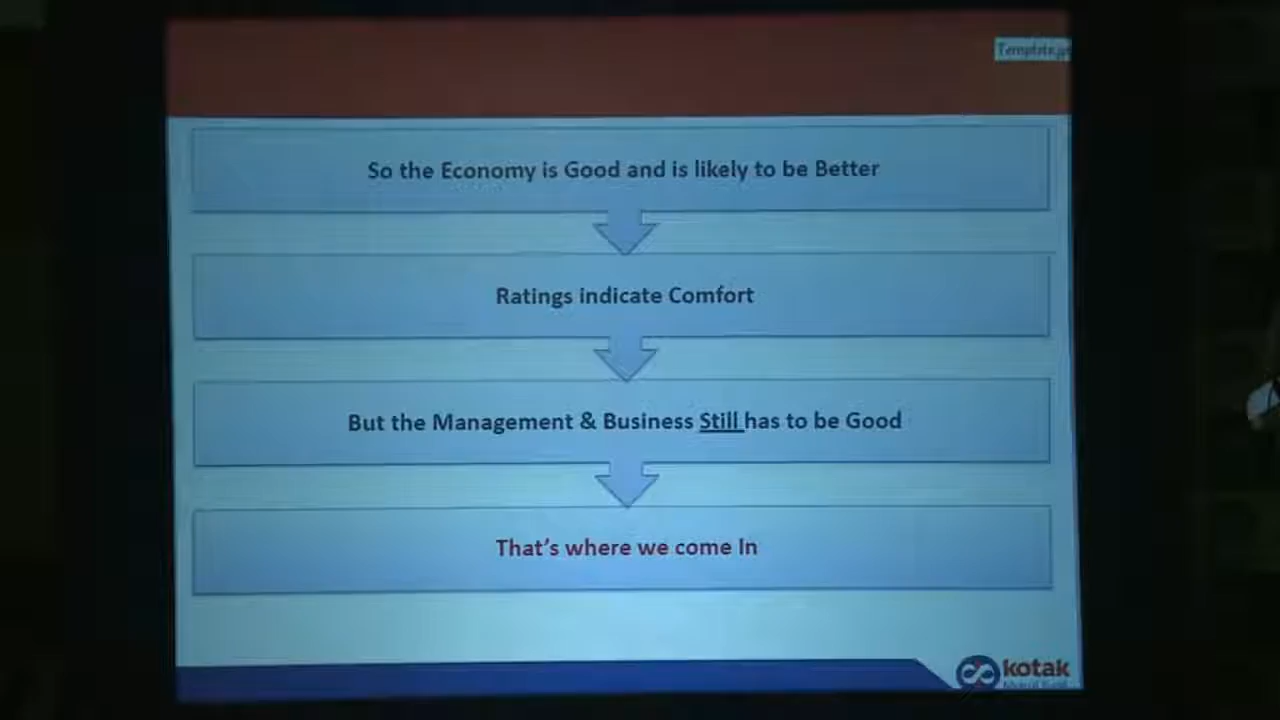 So the Economy is Good and is likely to be Better
Ratings indicate Comfort
But the Management & Business Still has to be Good
That's where we come In
kotak